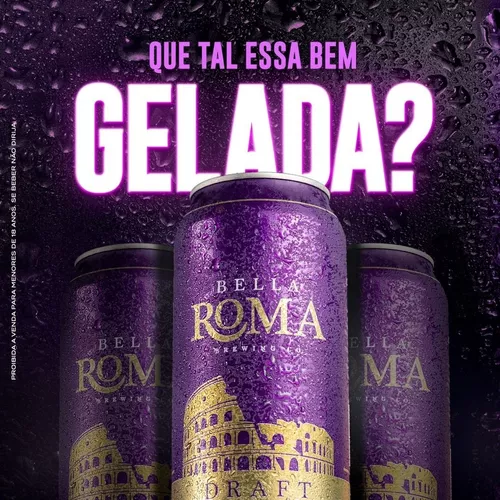 QUE TAL ESSA BEM
GELADA?
PROIBIDA A VENDA PARA MENORES DE 18 ANOS. SE BEBER NÃO DIRIJA.
BELLA
ROMA
BREWING CO.
DRAFT
BELLA
ROMA
BREWING
ROMA